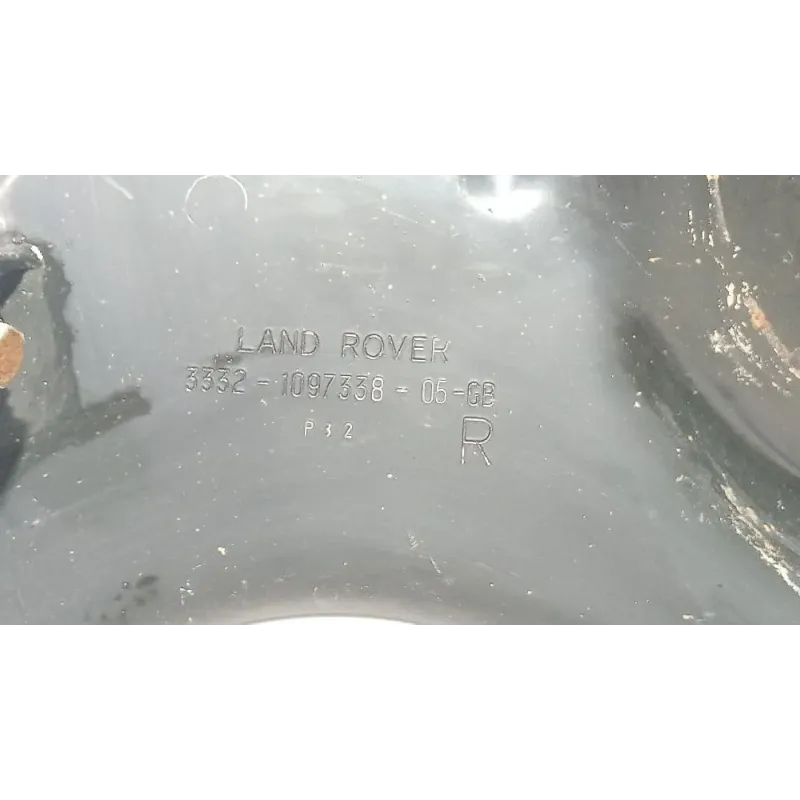 LAND ROVER
3332-1097338-05-GB
P32
R